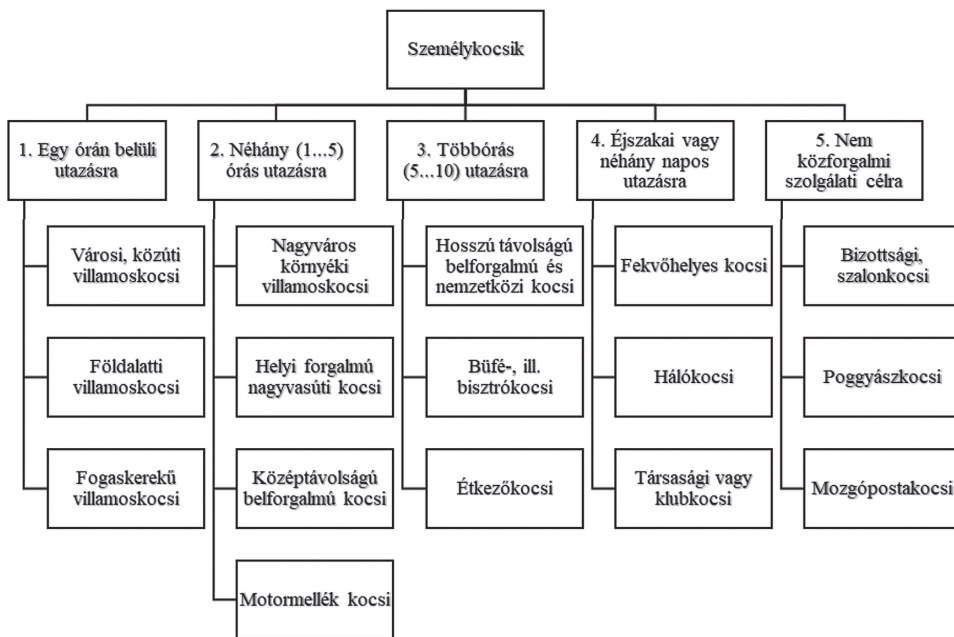 Személykocsik
1. Egy órán belüli
utazásra
2. Néhány (1...5)
órás utazásra
3. Többórás
(5...10) utazásra
4. Éjszakai vagy
néhány napos
utazásra
5. Nem
közforgalmi
szolgálati célra
Városi, közúti
villamoskocsi
Földalatti
villamoskocsi
Fogaskerekű
villamoskocsi
Nagyváros
környéki
villamoskocsi
Helyi forgalmú
nagyvasúti kocsi
Középtávolságú
belforgalmú kocsi
Motormellék kocsi
Hosszú távolságú
belforgalmú és
nemzetközi kocsi
Büfé-, ill.
bisztrókocsi
Étkezőkocsi
Fekvőhelyes kocsi
Hálókocsi
Társasági vagy
klubkocsi
Bizottsági,
szalonkocsi
Poggyászkocsi
Mozgópostakocsi